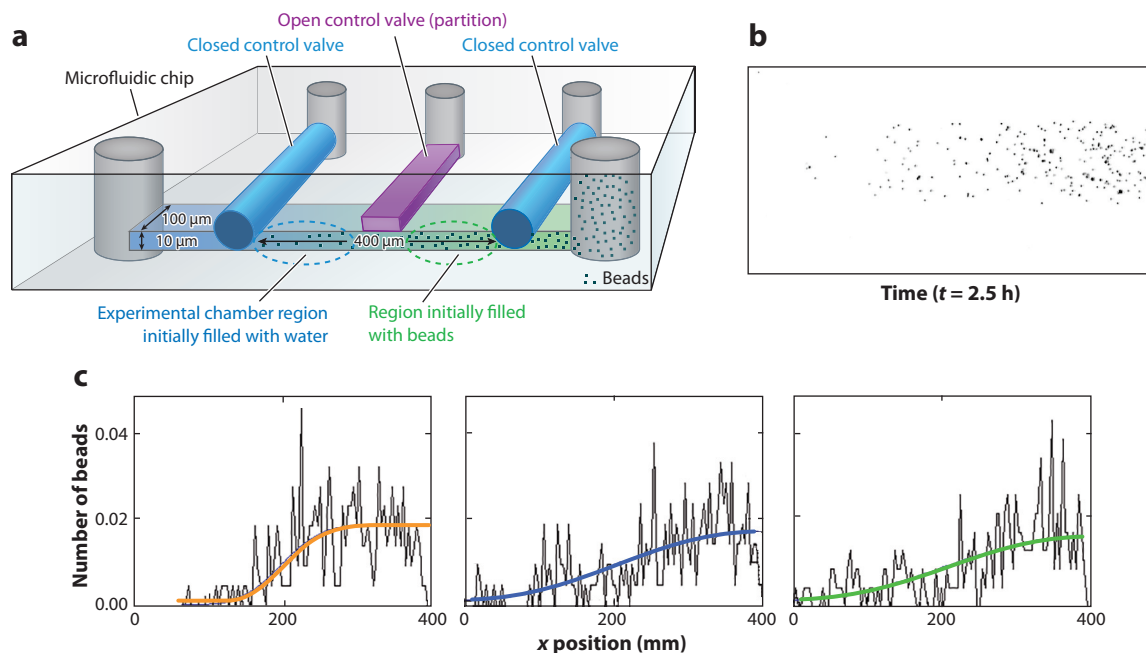 a
Open control valve (partition)
Closed control valve
Closed control valve
Microfluidic chip
100 µm
10 µm
400 µm
Beads
Experimental chamber region
initially filled with water
Region initially filled
with beads
b
Time (t = 2.5 h)
c
Number of beads
0.04
0.02
0.00
0
200
400
0
200
400
0
200
400
x position (mm)